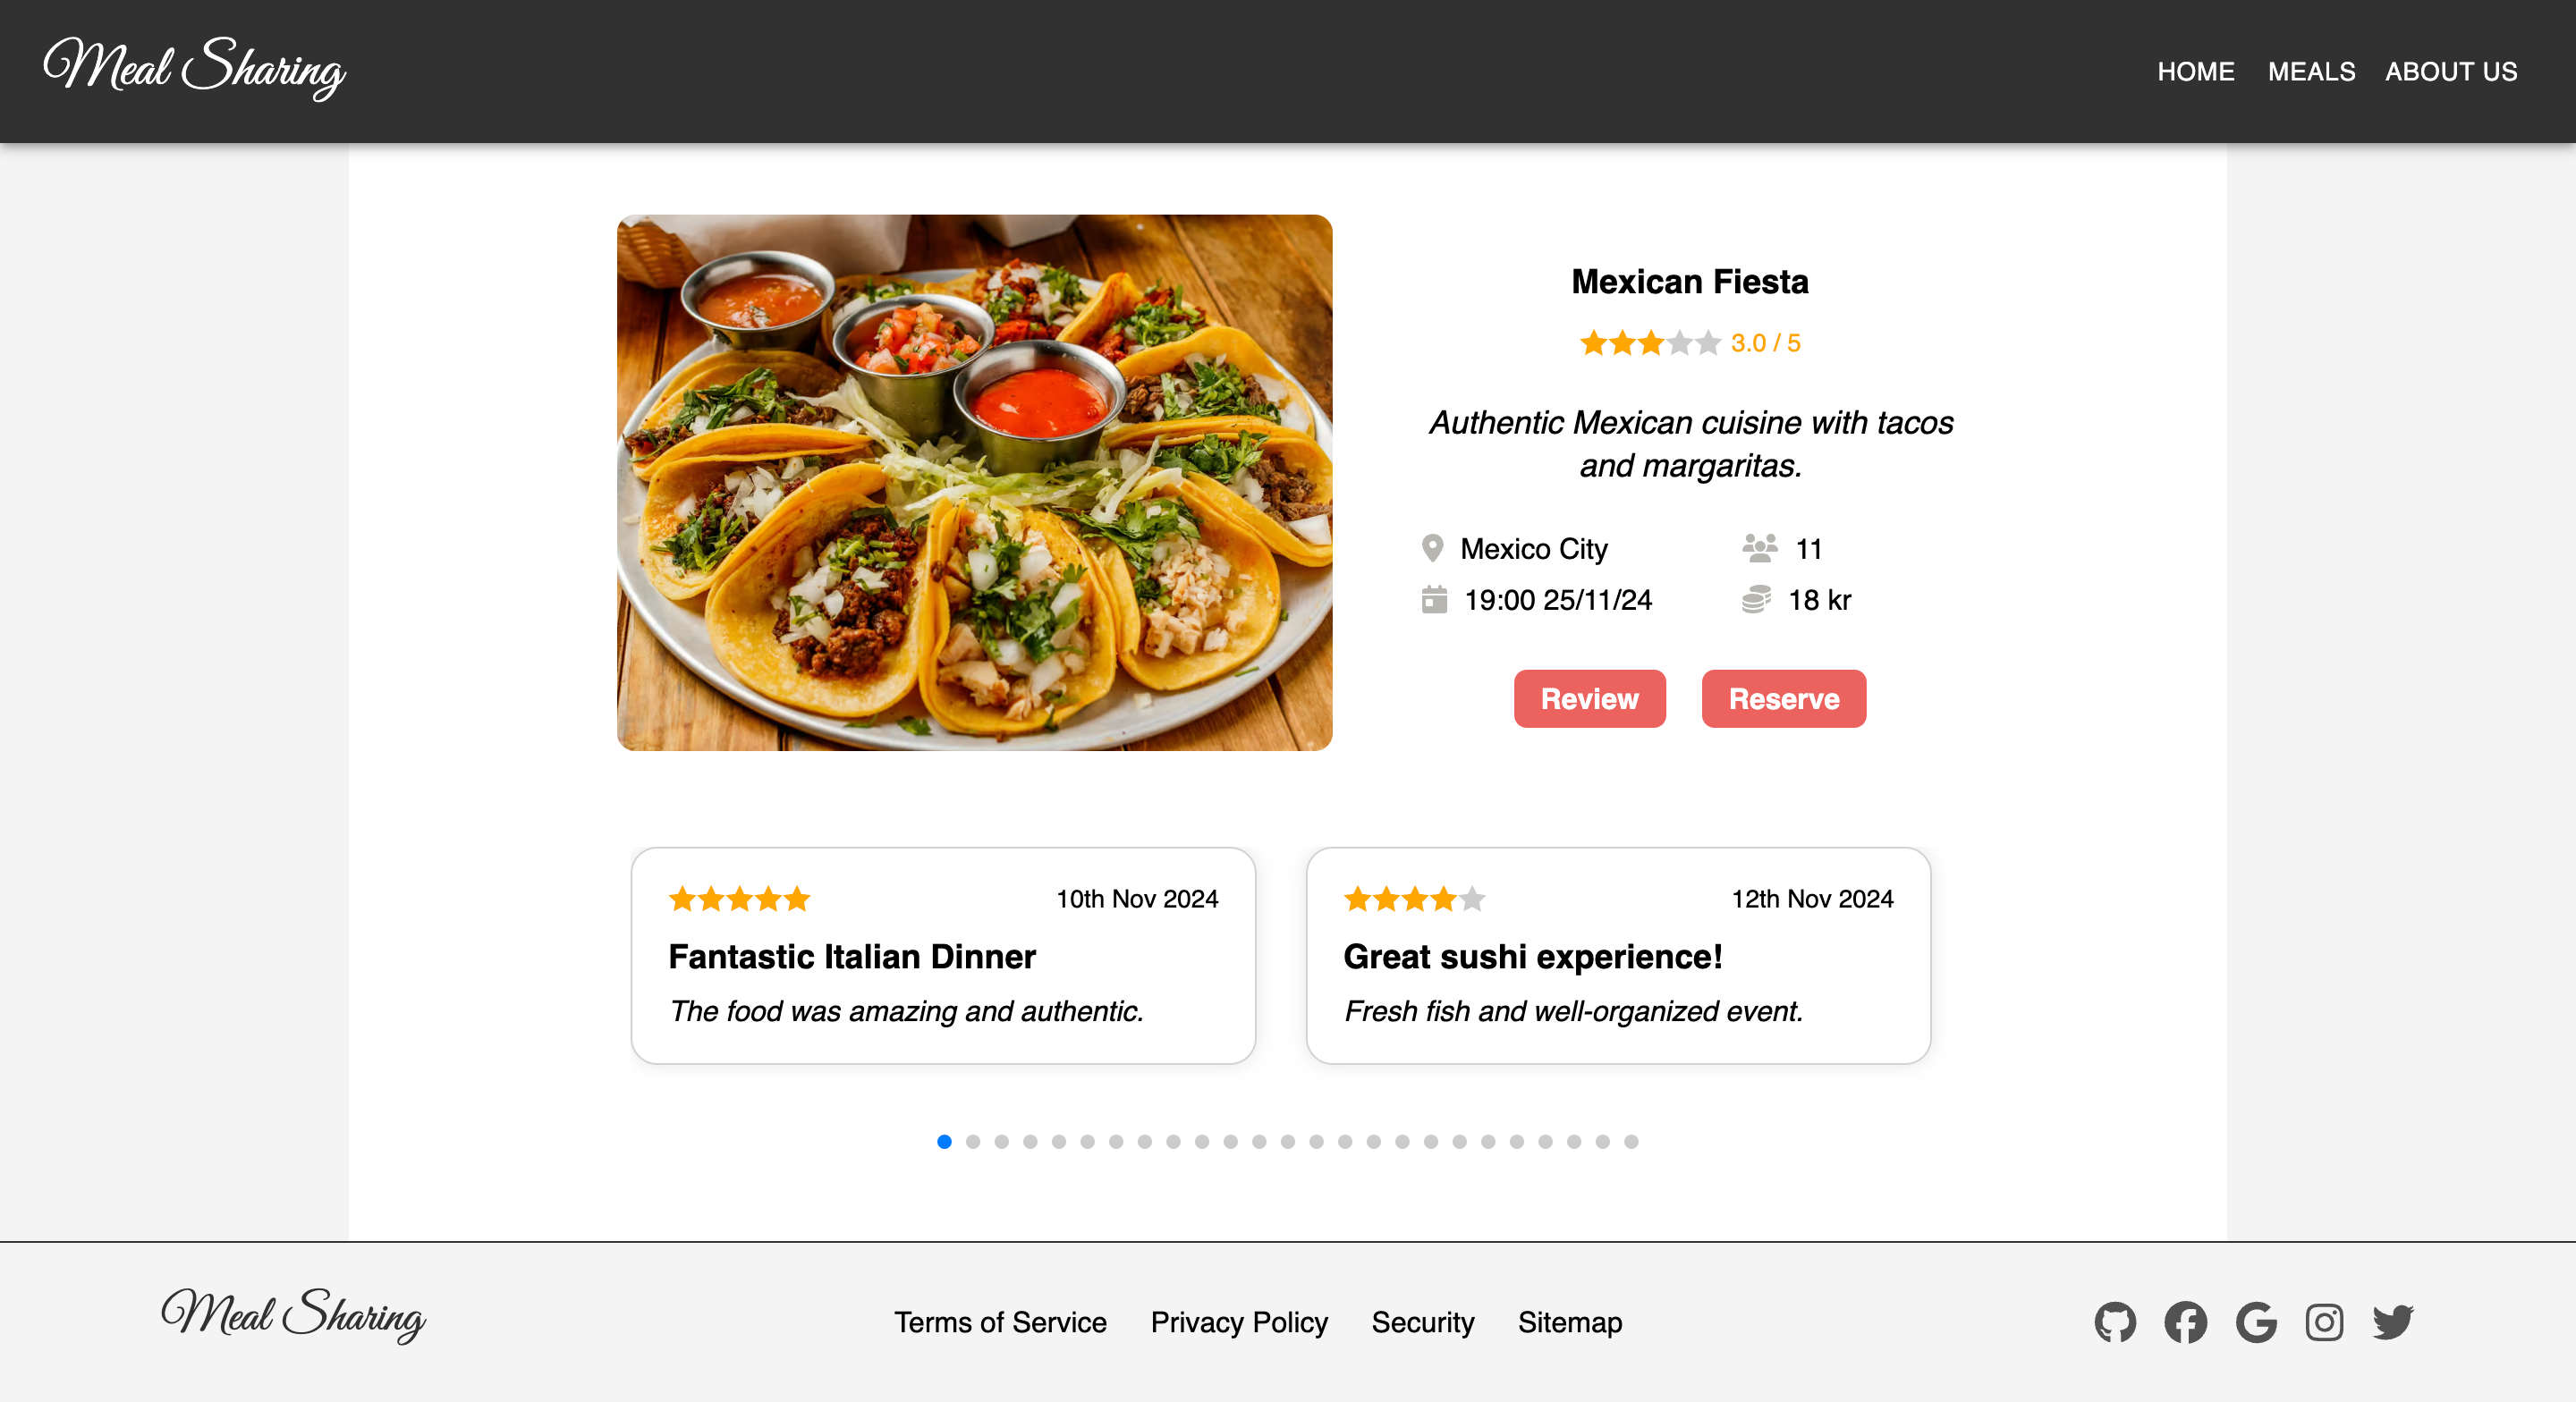 Meal Sharing
HOME MEALS ABOUT US
Mexican Fiesta
3.0 / 5
Authentic Mexican cuisine with tacos
and margaritas.
Mexico City
11
19:00 25/11/24
18 kr
Review
Reserve
10th Nov 2024
Fantastic Italian Dinner
The food was amazing and authentic.
12th Nov 2024
Great sushi experience!
Fresh fish and well-organized event.
Meal Sharing
Terms of Service Privacy Policy Security Sitemap